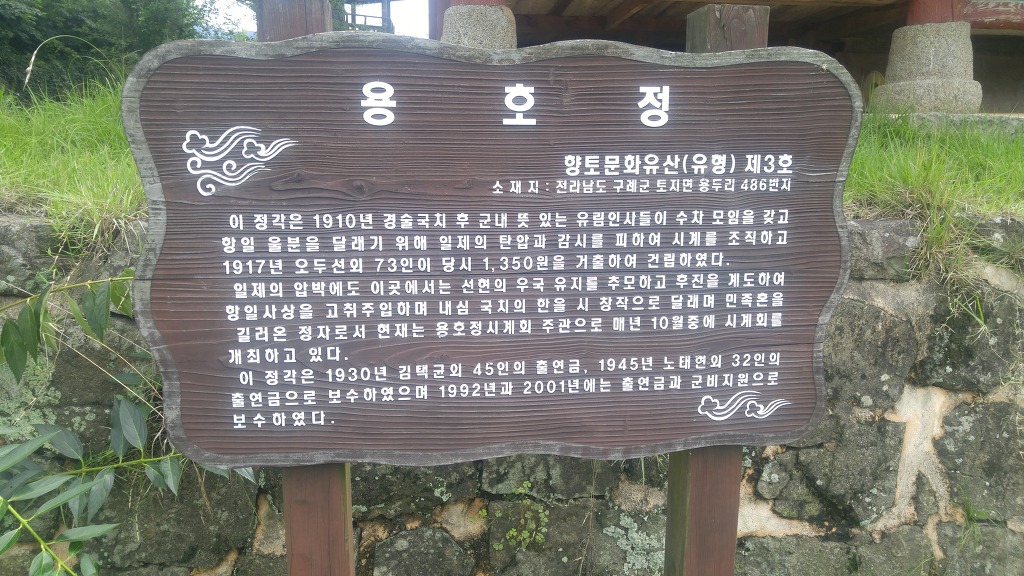 용 호 정
향토문화유산(유형) 제3호
소 재 지 : 전라남도 구례군 토지면 용두리 486번지
이 정각은 1910년 경술국치 후 군내 뜻 있는 유림인사들이 수차 모임을 갖고
항일 울분을 달래기 위해 일제의 탄압과 감시를 피하여 시계를 조직하고
1917년 오두선외 73인이 당시 1,350원을 거출하여 건립하였다.
일제의 압박에도 이곳에서는 선현의 우국 유지를 추모하고 후진을 계도하여
항일사상을 고취주입하며 내심 국치의 한을 시 창작으로 달래며 민족혼을
길러온 정자로서 현재는 용호정시계회 주관으로 매년 10월중에 시계회를
개최하고 있다.
이 정각은 1930년 김택군외 45인의 출연금, 1945년 노태현외 32인의
출연금으로 보수하였으며 1992년과 2001년에는 출연금과 군비지원으로
보수하였다.